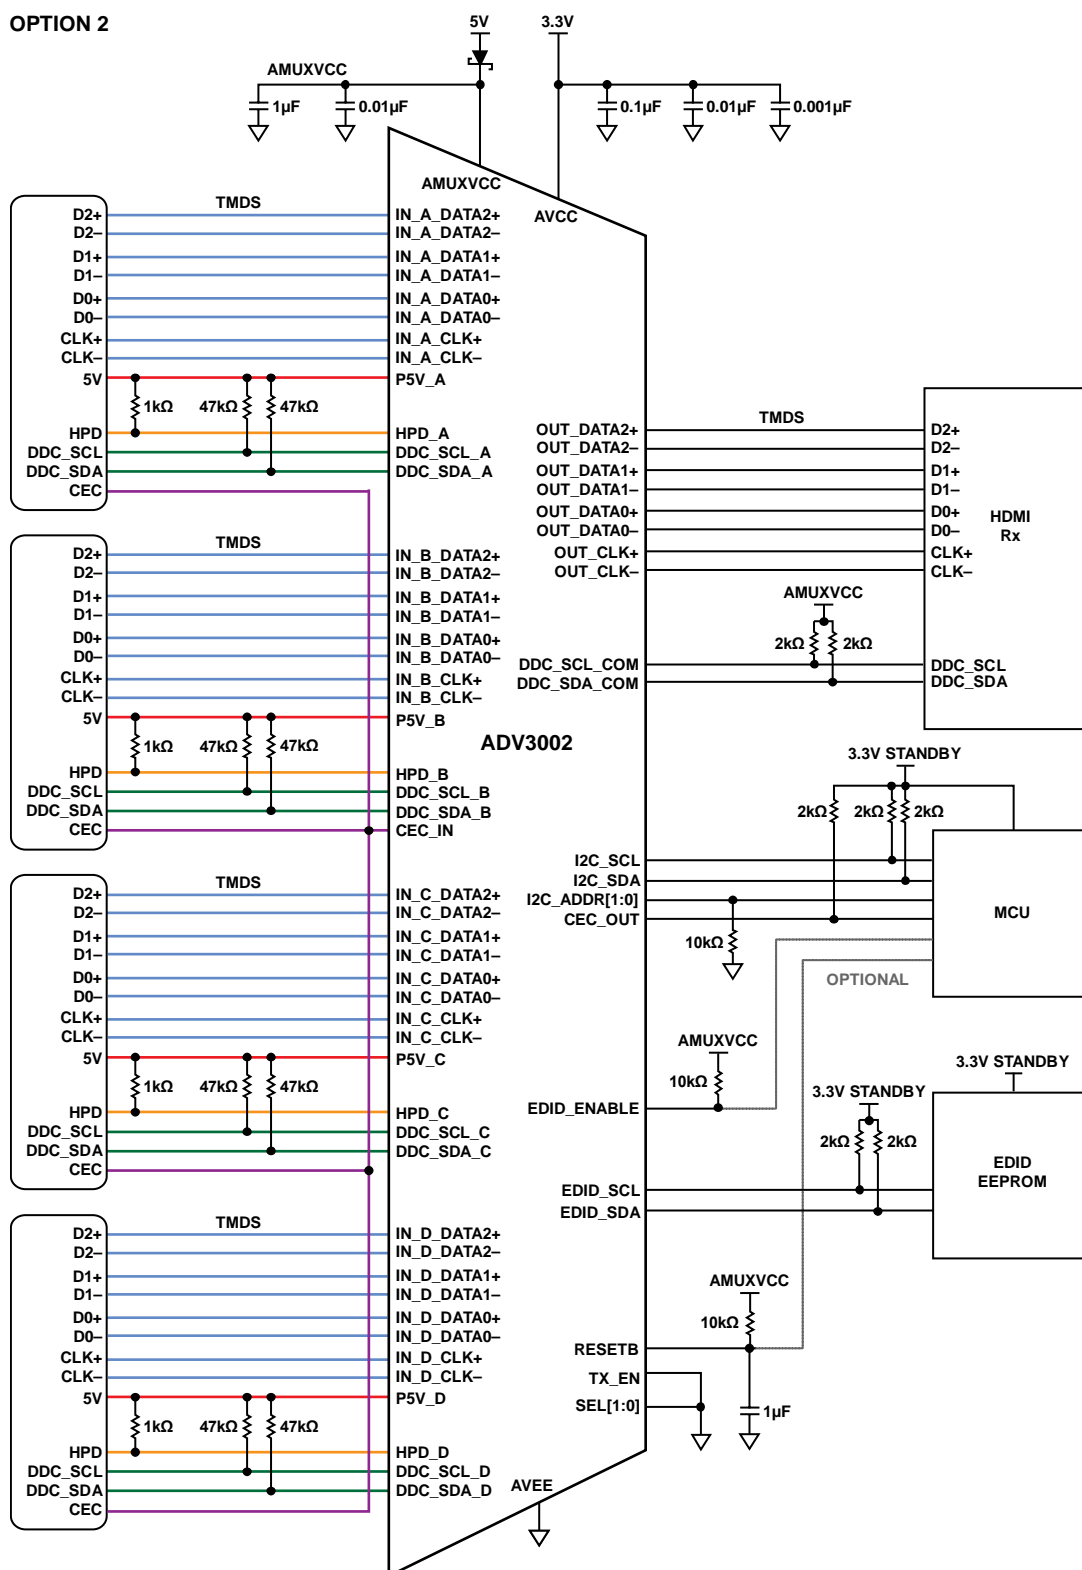 OPTION 2
5V
3.3V
AMUXVCC
1µF
0.01µF
0.1µF
0.01µF
0.001µF
AMUXVCC
AVCC
TMDS
D2+
IN_A_DATA2+
D2–
IN_A_DATA2–
D1+
IN_A_DATA1+
D1–
IN_A_DATA1–
D0+
IN_A_DATA0+
D0–
IN_A_DATA0–
CLK+
IN_A_CLK+
CLK–
IN_A_CLK–
5V
P5V_A
1kΩ
47kΩ
47kΩ
HPD
HPD_A
DDC_SCL
DDC_SCL_A
DDC_SDA
DDC_SDA_A
CEC
OUT_DATA2+
TMDS
D2+
OUT_DATA2–
D2–
OUT_DATA1+
D1+
OUT_DATA1–
D1–
OUT_DATA0+
D0+
OUT_DATA0–
D0–
OUT_CLK+
CLK+
OUT_CLK–
CLK–
HDMI
Rx
AMUXVCC
2kΩ
2kΩ
DDC_SCL_COM
DDC_SCL
DDC_SDA_COM
DDC_SDA
TMDS
D2+
IN_B_DATA2+
D2–
IN_B_DATA2–
D1+
IN_B_DATA1+
D1–
IN_B_DATA1–
D0+
IN_B_DATA0+
D0–
IN_B_DATA0–
CLK+
IN_B_CLK+
CLK–
IN_B_CLK–
5V
P5V_B
1kΩ
47kΩ
47kΩ
ADV3002
HPD
HPD_B
DDC_SCL
DDC_SCL_B
DDC_SDA
DDC_SDA_B
CEC
CEC_IN
3.3V STANDBY
2kΩ
2kΩ
2kΩ
I2C_SCL
I2C_SDA
I2C_ADDR[1:0]
CEC_OUT
MCU
10kΩ
OPTIONAL
TMDS
D2+
IN_C_DATA2+
D2–
IN_C_DATA2–
D1+
IN_C_DATA1+
D1–
IN_C_DATA1–
D0+
IN_C_DATA0+
D0–
IN_C_DATA0–
CLK+
IN_C_CLK+
CLK–
IN_C_CLK–
5V
P5V_C
1kΩ
47kΩ
47kΩ
HPD
HPD_C
DDC_SCL
DDC_SCL_C
DDC_SDA
DDC_SDA_C
CEC
AMUXVCC
10kΩ
EDID_ENABLE
3.3V STANDBY
3.3V STANDBY
2kΩ
2kΩ
EDID
EEPROM
EDID_SCL
EDID_SDA
TMDS
D2+
IN_D_DATA2+
D2–
IN_D_DATA2–
D1+
IN_D_DATA1+
D1–
IN_D_DATA1–
D0+
IN_D_DATA0+
D0–
IN_D_DATA0–
CLK+
IN_D_CLK+
CLK–
IN_D_CLK–
5V
P5V_D
1kΩ
47kΩ
47kΩ
HPD
HPD_D
DDC_SCL
DDC_SCL_D
DDC_SDA
DDC_SDA_D
CEC
AMUXVCC
10kΩ
RESETB
TX_EN
SEL[1:0]
1µF
AVEE